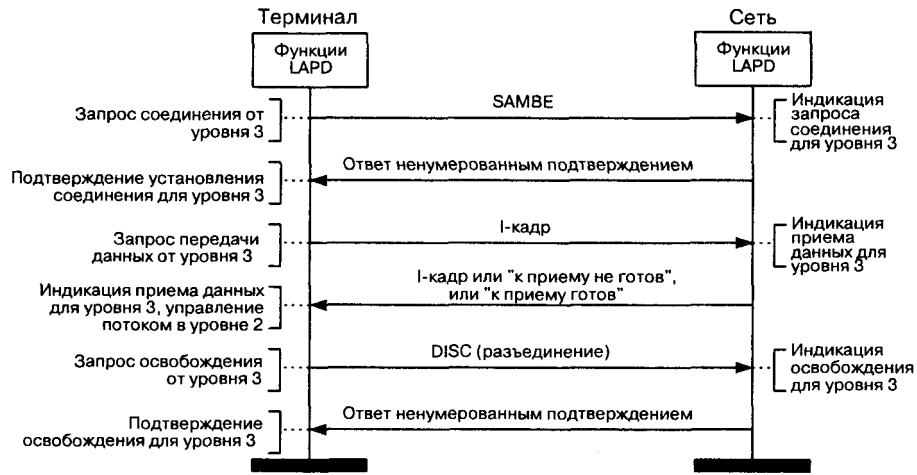 Терминал
Сеть
Функции
LAPD
Функции
LAPD
Запрос соединения от
уровня 3
SAMBE
Индикация
запроса
соединения
для уровня 3
Подтверждение установления
соединения для уровня 3
Ответ ненумерованным подтверждением
Запрос передачи
данных от уровня 3
I-кадр
Индикация
приема
данных для
уровня 3
Индикация приема данных
для уровня 3, управление
потоком в уровне 2
I-кадр или "к приему не готов",
или "к приему готов"
Запрос освобождения
от уровня 3
DISC (разъединение)
Индикация
освобождения
для уровня 3
Подтверждение
освобождения для уровня 3
Ответ ненумерованным подтверждением